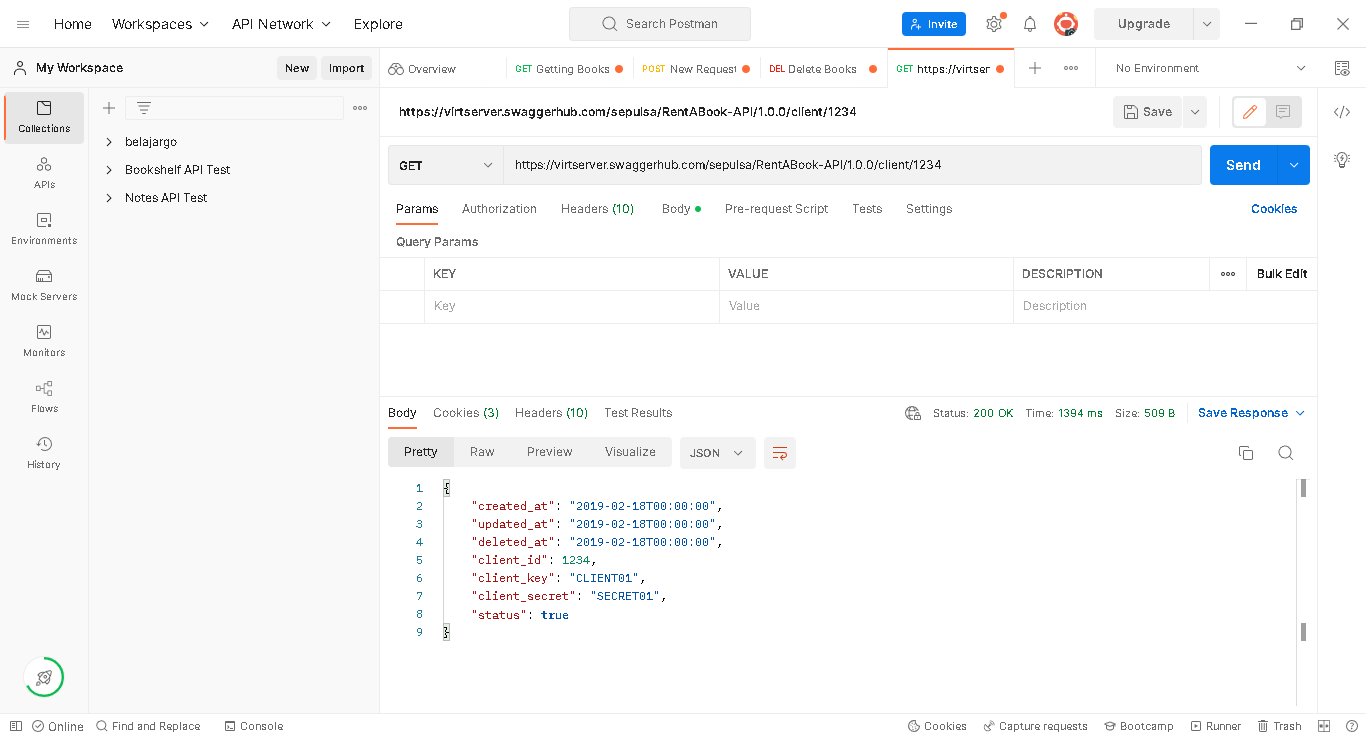 Home Workspaces API Network Explore Search Postman Invite Upgrade
My Workspace New Import Overview GET Getting Books POST New Request DEL Delete Books GET https://virtser No Environment
https://virtserver.swaggerhub.com/sepulsa/RentABook-API/1.0.0/client/1234 Save
Collections
belajargo
Bookshelf API Test
Notes API Test
APIs
Environments
Mock Servers
Monitors
Flows
History
GET https://virtserver.swaggerhub.com/sepulsa/RentABook-API/1.0.0/client/1234 Send
Params Authorization Headers (10) Body Pre-request Script Tests Settings Cookies
Query Params
KEY VALUE DESCRIPTION Bulk Edit
Key Value Description
Body Cookies (3) Headers (10) Test Results Status: 200 OK Time: 1394 ms Size: 509 B Save Response
Pretty Raw Preview Visualize JSON
1 {
2 "created_at": "2019-02-18T00:00:00",
3 "updated_at": "2019-02-18T00:00:00",
4 "deleted_at": "2019-02-18T00:00:00",
5 "client_id": 1234,
6 "client_key": "CLIENT01",
7 "client_secret": "SECRET01",
8 "status": true
9 }
Online Find and Replace Console Cookies Capture requests Bootcamp Runner Trash